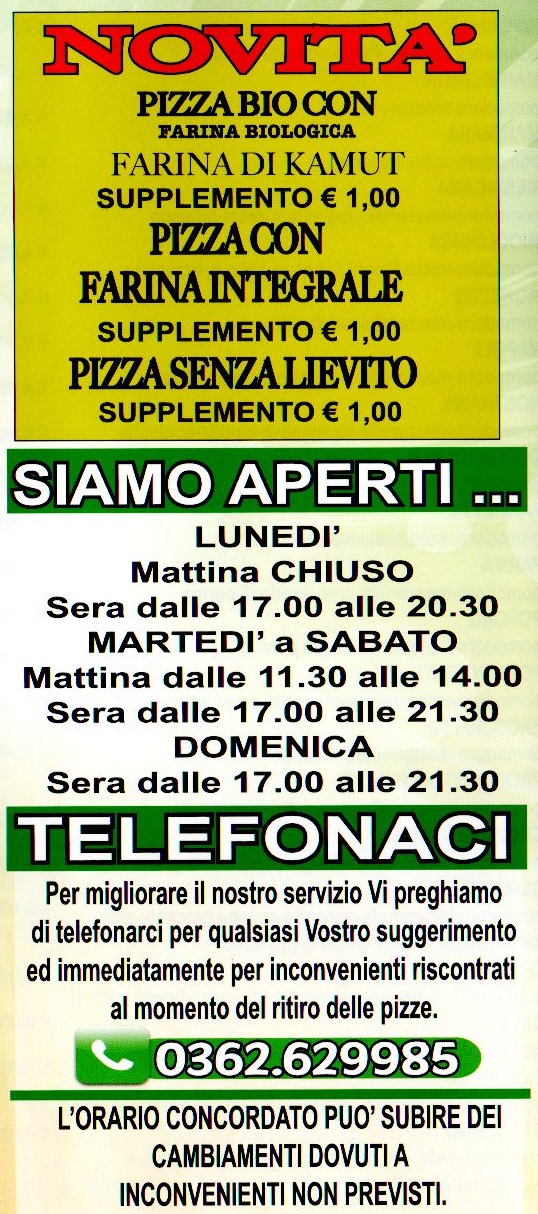 NOVITA'
PIZZA BIO CON
FARINA BIOLOGICA
FARINA DI KAMUT
SUPPLEMENTO € 1,00
PIZZA CON
FARINA INTEGRALE
SUPPLEMENTO € 1,00
PIZZA SENZA LIEVITO
SUPPLEMENTO € 1,00
SIAMO APERTI ...
LUNEDI'
Mattina CHIUSO
Sera dalle 17.00 alle 20.30
MARTEDI' a SABATO
Mattina dalle 11.30 alle 14.00
Sera dalle 17.00 alle 21.30
DOMENICA
Sera dalle 17.00 alle 21.30
TELEFONACI
Per migliorare il nostro servizio Vi preghiamo
di telefonarci per qualsiasi Vostro suggerimento
ed immediatamente per inconvenienti riscontrati
al momento del ritiro delle pizze.
0362.629985
L'ORARIO CONCORDATO PUO' SUBIRE DEI
CAMBIAMENTI DOVUTI A
INCONVENIENTI NON PREVISTI.